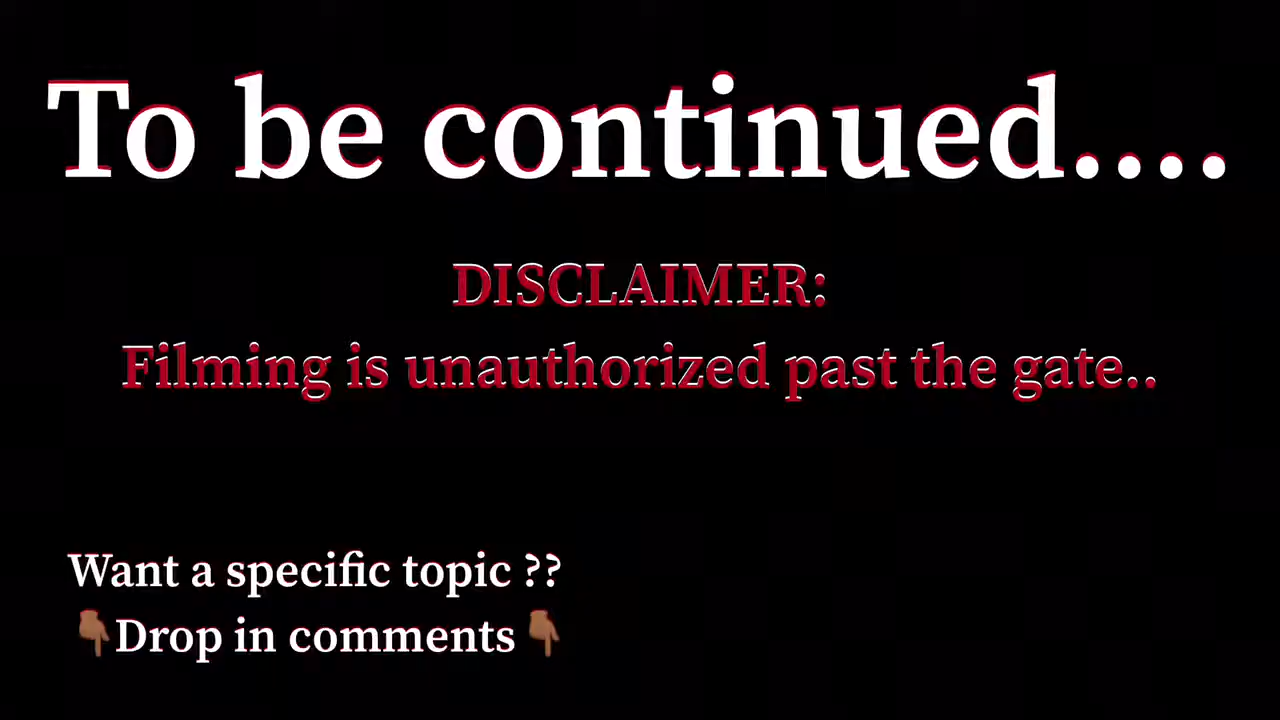 To be continued....
DISCLAIMER:
Filming is unauthorized past the gate..
Want a specific topic ??
👇🏾Drop in comments👇🏾